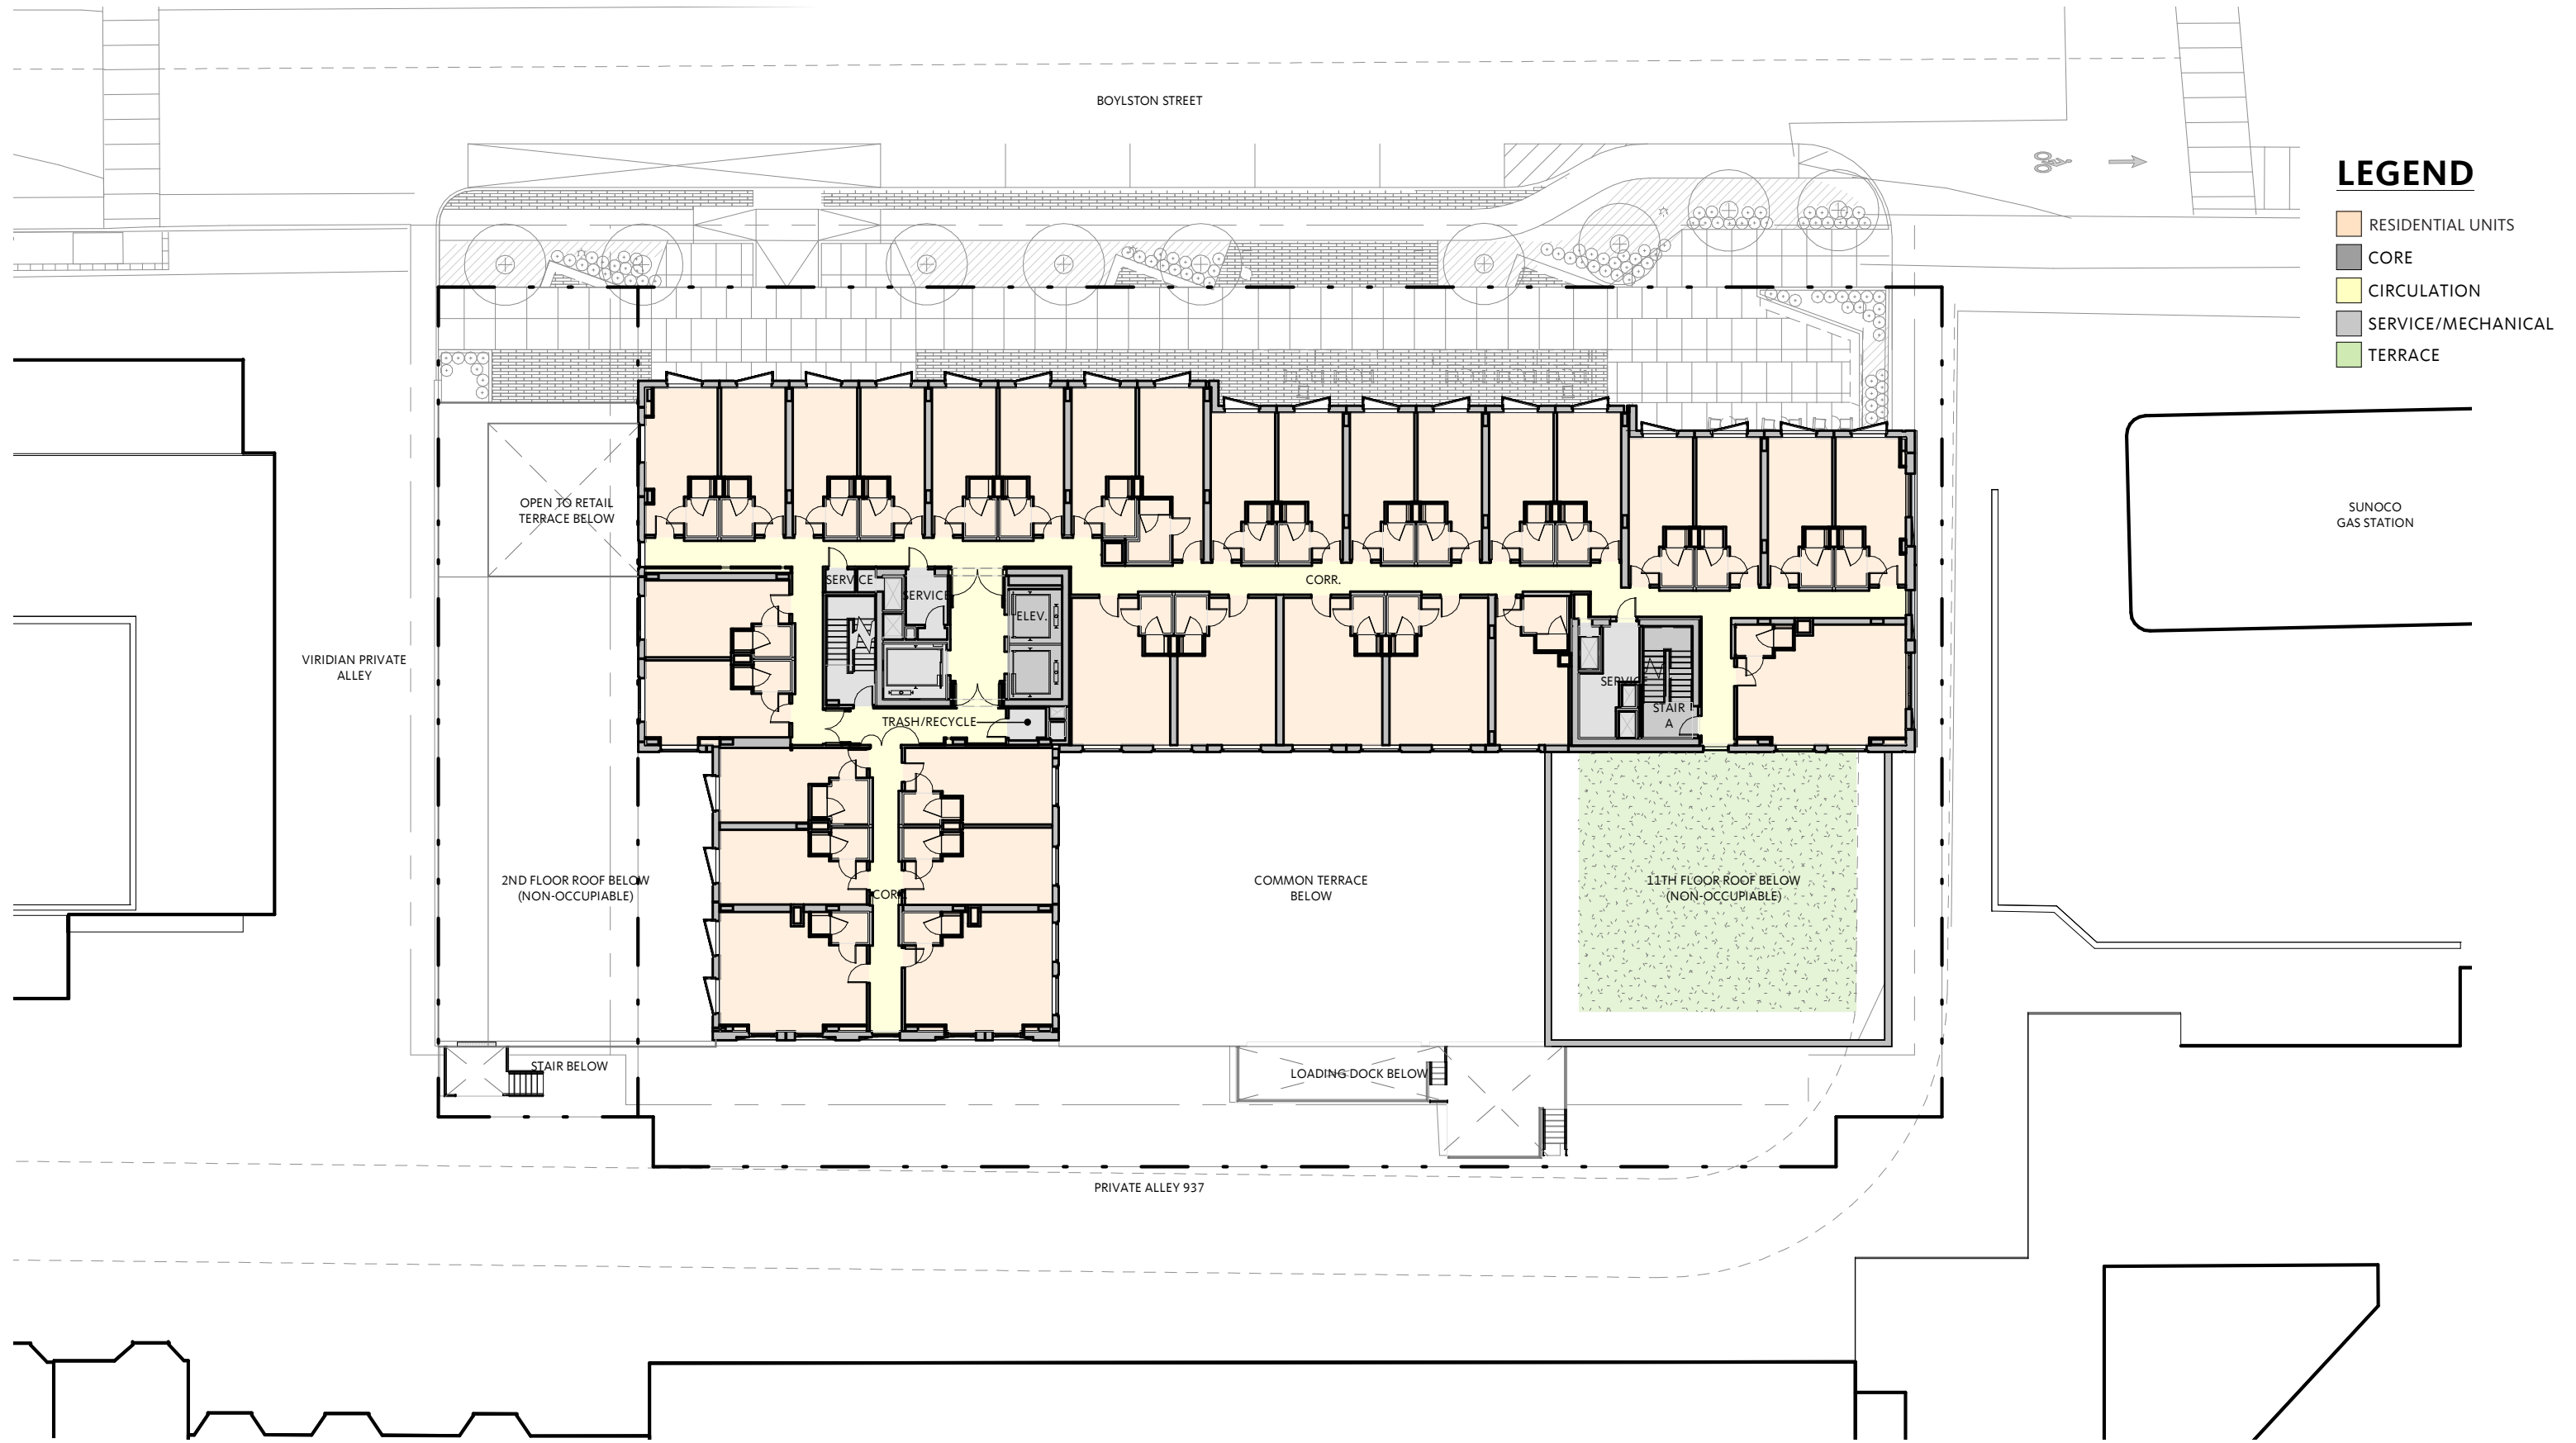 BOYLSTON STREET
LEGEND
RESIDENTIAL UNITS
CORE
CIRCULATION
SERVICE/MECHANICAL
TERRACE
OPEN TO RETAIL
TERRACE BELOW
SUNOCO
GAS STATION
SERVICE
SERVICE
ELEV.
CORR.
VIRIDIAN PRIVATE
ALLEY
SERVICE
STAIR
A
TRASH/RECYCLE
2ND FLOOR ROOF BELOW
(NON-OCCUPIABLE)
CORR.
COMMON TERRACE
BELOW
11TH FLOOR ROOF BELOW
(NON-OCCUPIABLE)
STAIR BELOW
LOADING DOCK BELOW
PRIVATE ALLEY 937